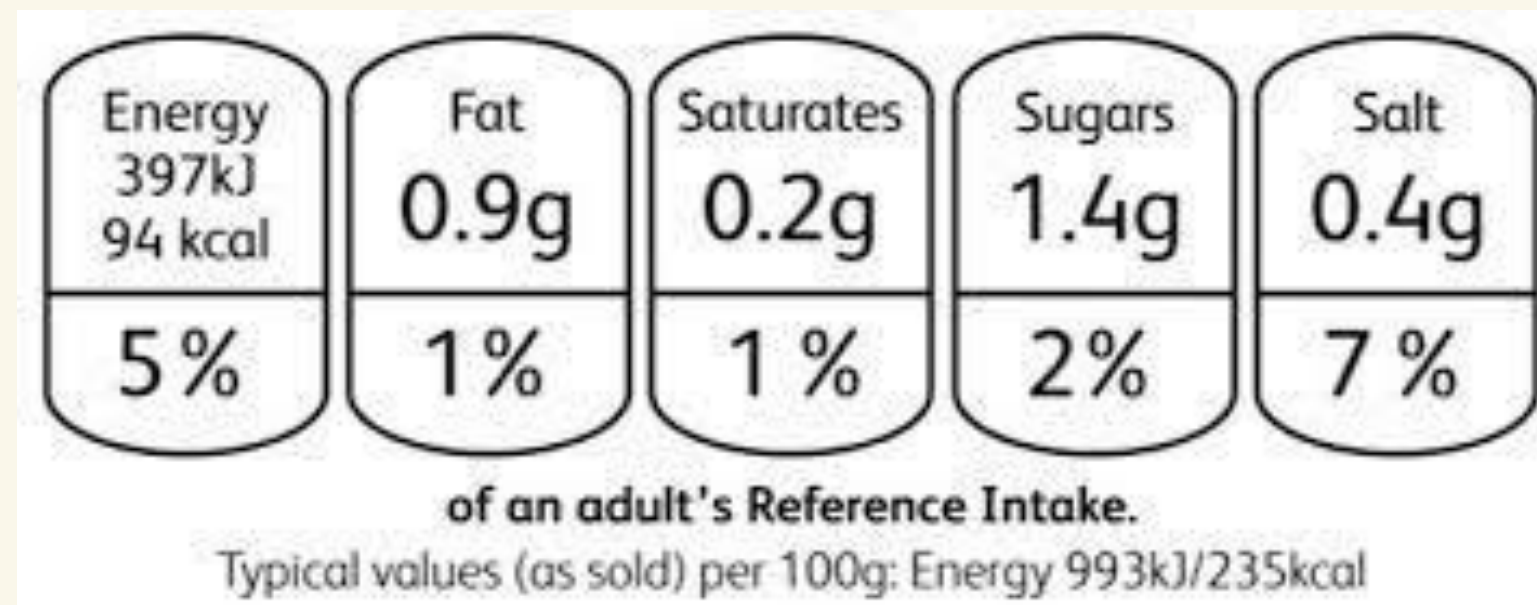 Energy
397kJ
94 kcal
5%
Fat
0.9g
1%
Saturates
0.2g
1%
Sugars
1.4g
2%
Salt
0.4g
7%
of an adult's Reference Intake.
Typical values (as sold) per 100g: Energy 993kJ/235kcal